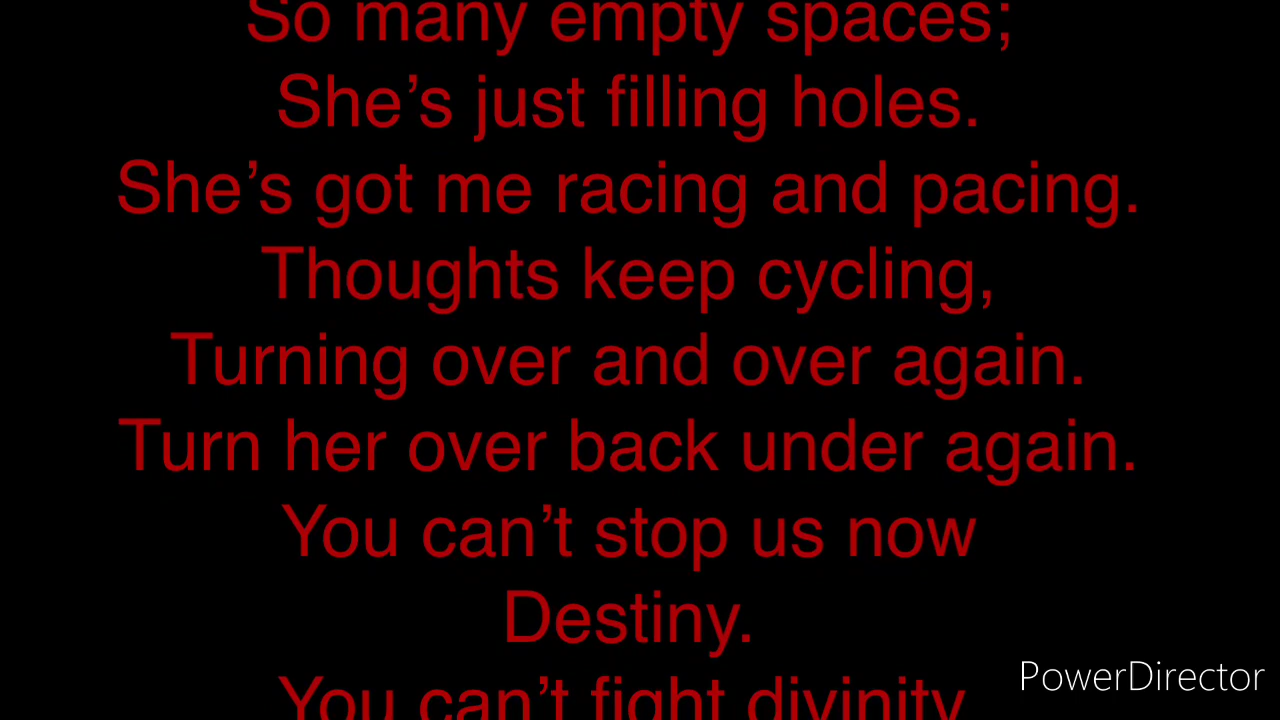 So many empty spaces;
She’s just filling holes.
She’s got me racing and pacing.
Thoughts keep cycling,
Turning over and over again.
Turn her over back under again.
You can’t stop us now
Destiny.
You can’t fight divinity
PowerDirector